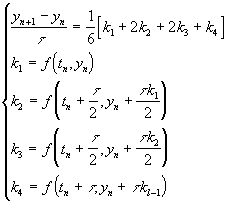 (y_{n+1} − y_n)/τ = 1/6 [k_1 + 2k_2 + 2k_3 + k_4]
k_1 = f(t_n, y_n)
k_2 = f(t_n + τ/2, y_n + τk_1/2)
k_3 = f(t_n + τ/2, y_n + τk_2/2)
k_4 = f(t_n + τ, y_n + τk_{i−1})